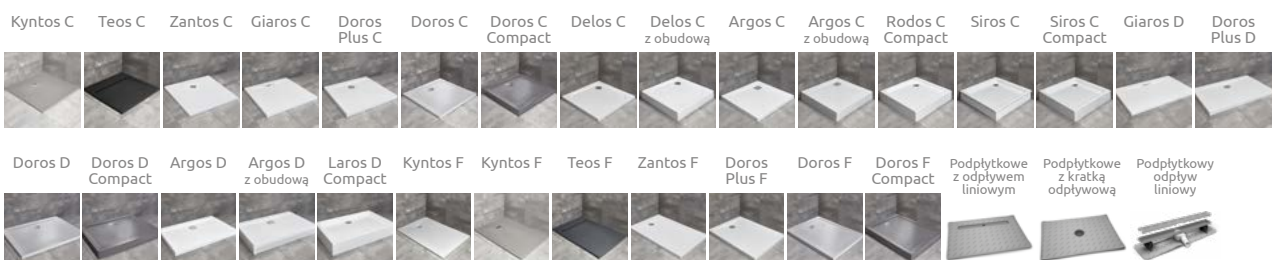 Kyntos C
Teos C
Zantos C
Giaros C
Doros
Plus C
Doros C
Doros C
Compact
Delos C
Delos C
z obudową
Argos C
Argos C
z obudową
Rodos C
Compact
Siros C
Siros C
Compact
Giaros D
Doros
Plus D
Doros D
Doros D
Compact
Argos D
Argos D
z obudową
Laros D
Compact
Kyntos F
Kyntos F
Teos F
Zantos F
Doros
Plus F
Doros F
Doros F
Compact
Podpłytkowe
z odpływem
liniowym
Podpłytkowe
z kratką
odpływową
Podpłytkowy
odpływ
liniowy